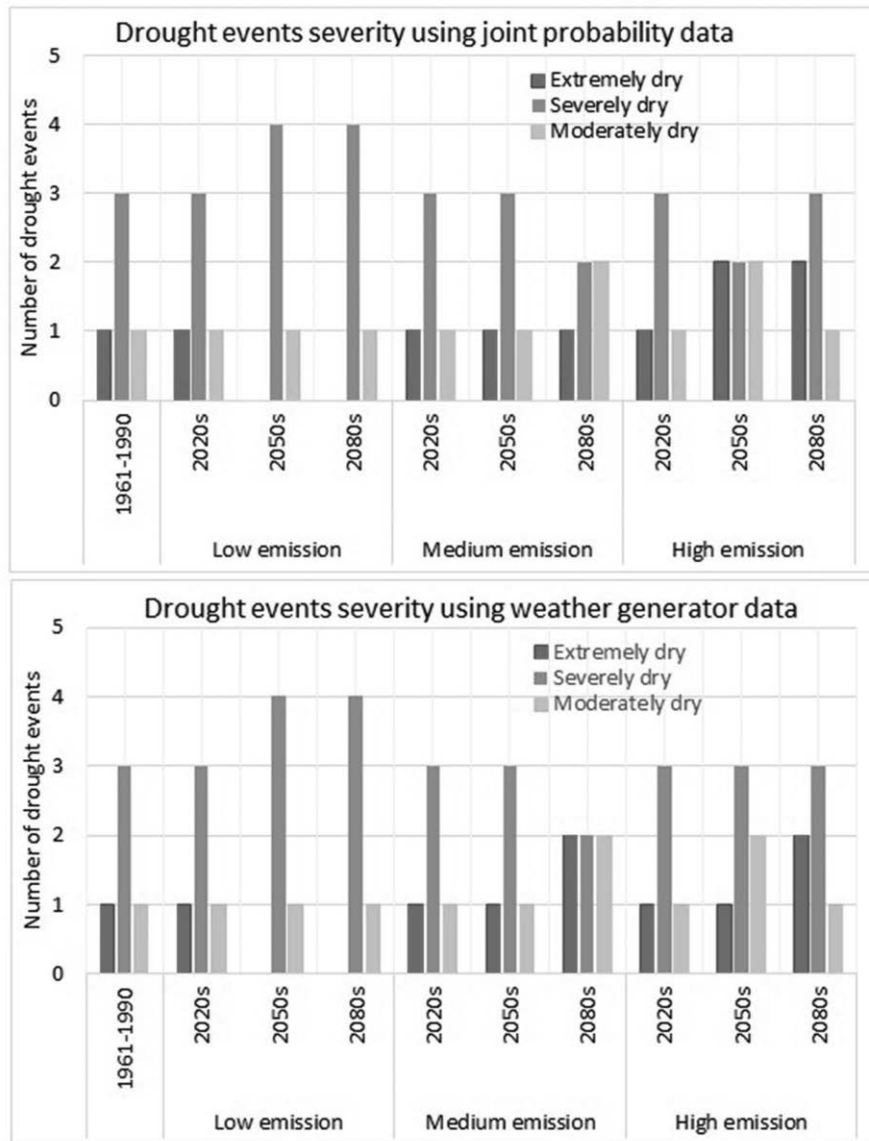 Drought events severity using joint probability data
5
4
3
2
1
0
Number of drought events
Extremely dry
Severely dry
Moderately dry
1961-1990
2020s
2050s
2080s
2020s
2050s
2080s
2020s
2050s
2080s
Low emission
Medium emission
High emission
Drought events severity using weather generator data
5
4
3
2
1
0
Number of drought events
Extremely dry
Severely dry
Moderately dry
1961-1990
2020s
2050s
2080s
2020s
2050s
2080s
2020s
2050s
2080s
Low emission
Medium emission
High emission